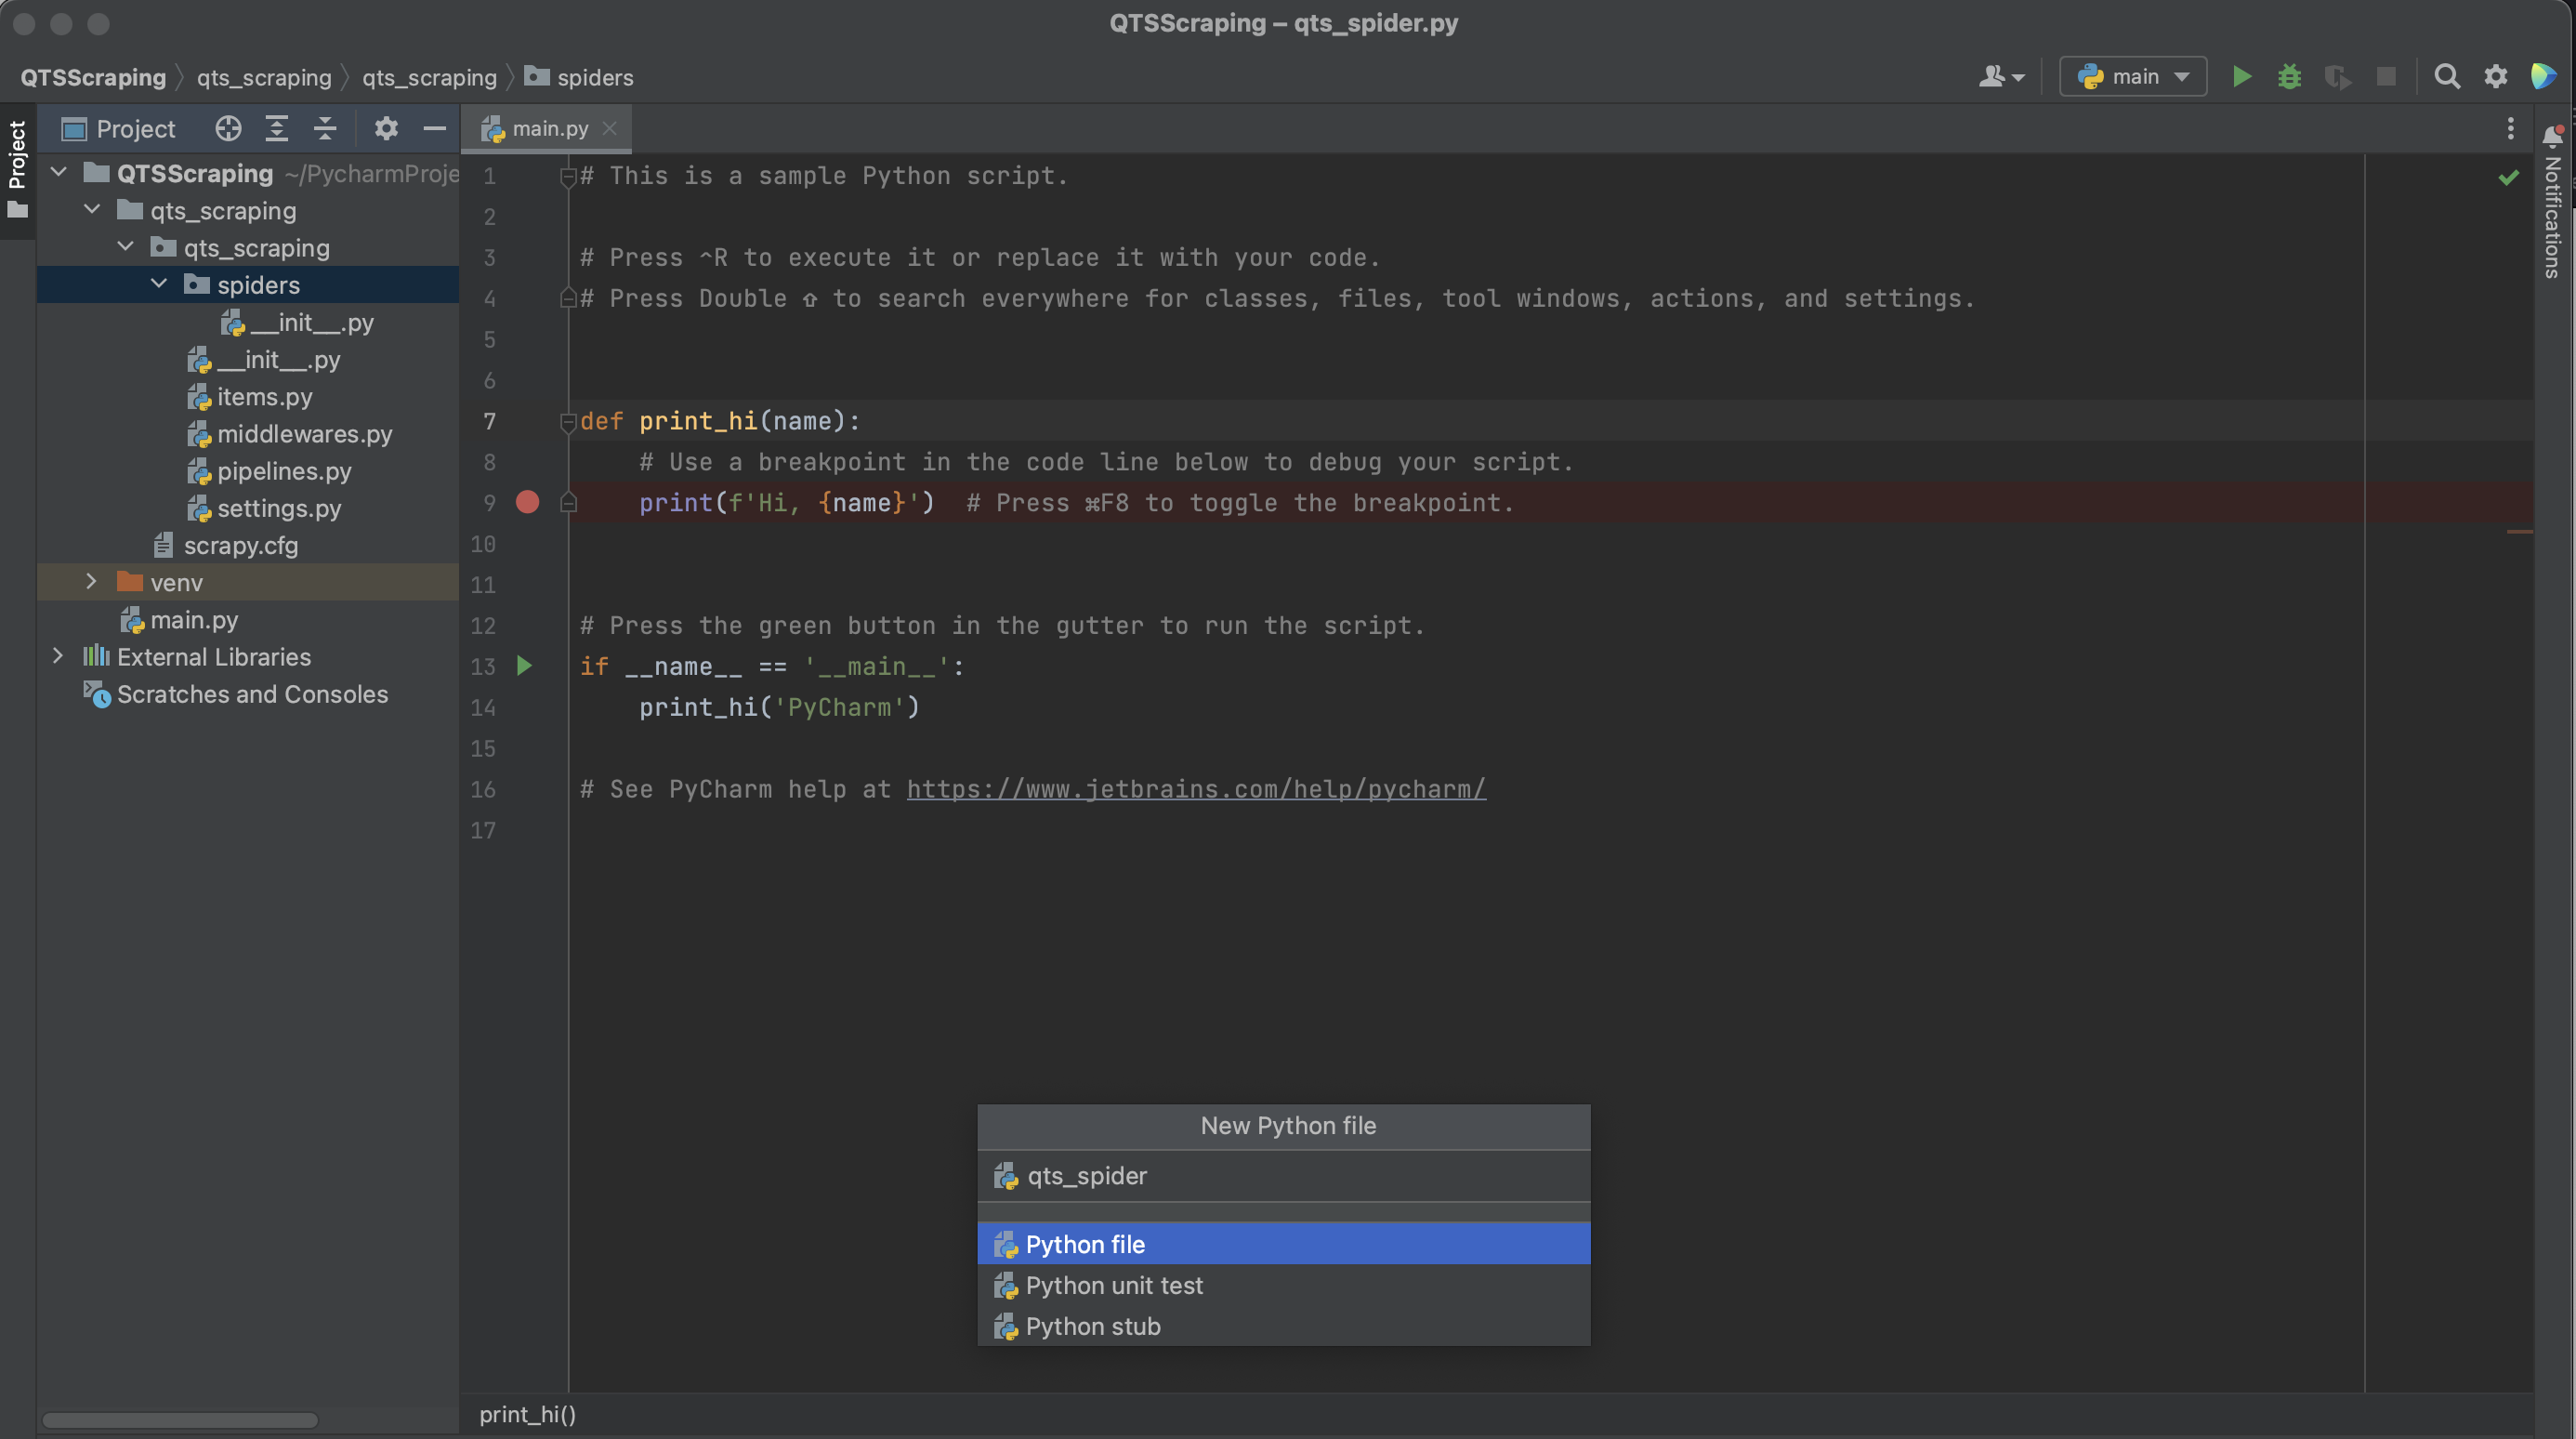 QTSScraping – qts_spider.py
QTSScraping qts_scraping qts_scraping spiders
main
Project
Project
main.py
QTSScraping ~/PycharmProje
qts_scraping
qts_scraping
spiders
__init__.py
__init__.py
items.py
middlewares.py
pipelines.py
settings.py
scrapy.cfg
venv
main.py
External Libraries
Scratches and Consoles
1 # This is a sample Python script.
2
3 # Press ^R to execute it or replace it with your code.
4 # Press Double ⇧ to search everywhere for classes, files, tool windows, actions, and settings.
5
6
7 def print_hi(name):
8 # Use a breakpoint in the code line below to debug your script.
9 print(f'Hi, {name}') # Press ⌘F8 to toggle the breakpoint.
10
11
12 # Press the green button in the gutter to run the script.
13 if __name__ == '__main__':
14 print_hi('PyCharm')
15
16 # See PyCharm help at https://www.jetbrains.com/help/pycharm/
17
New Python file
qts_spider
Python file
Python unit test
Python stub
print_hi()
Notifications